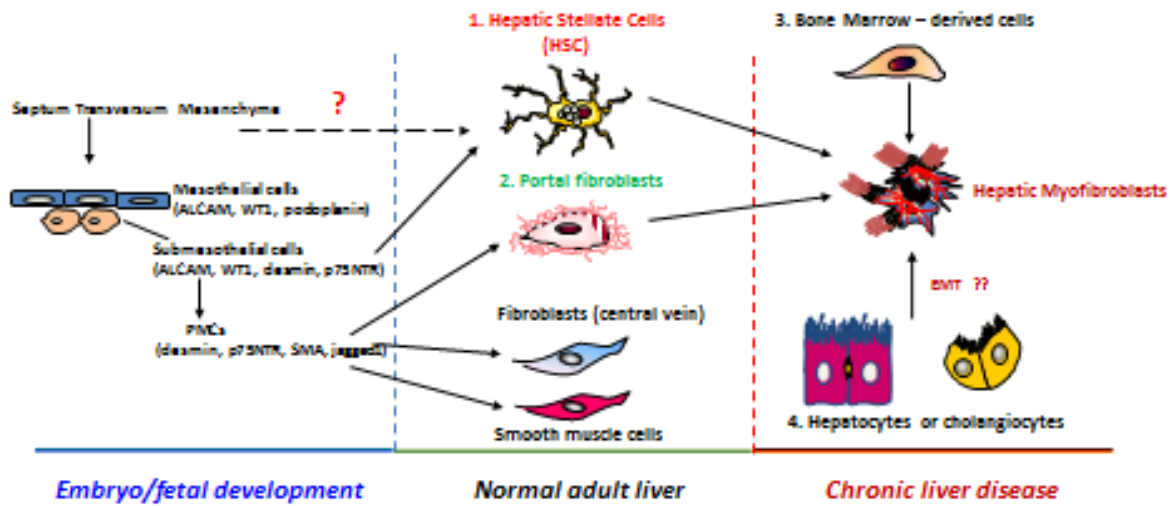 1. Hepatic Stellate Cells
(HSC)
3. Bone Marrow – derived cells
Septum Transversum Mesenchyme
?
2. Portal fibroblasts
Mesothelial cells
(ALCAM, WT1, podoplanin)
Hepatic Myofibroblasts
Submesothelial cells
(ALCAM, WT1, desmin, p75NTR)
EMT ??
Fibroblasts (central vein)
PMCs
(desmin, p75NTR, SMA, jagged1)
4. Hepatocytes or cholangiocytes
Smooth muscle cells
Embryo/fetal development
Normal adult liver
Chronic liver disease